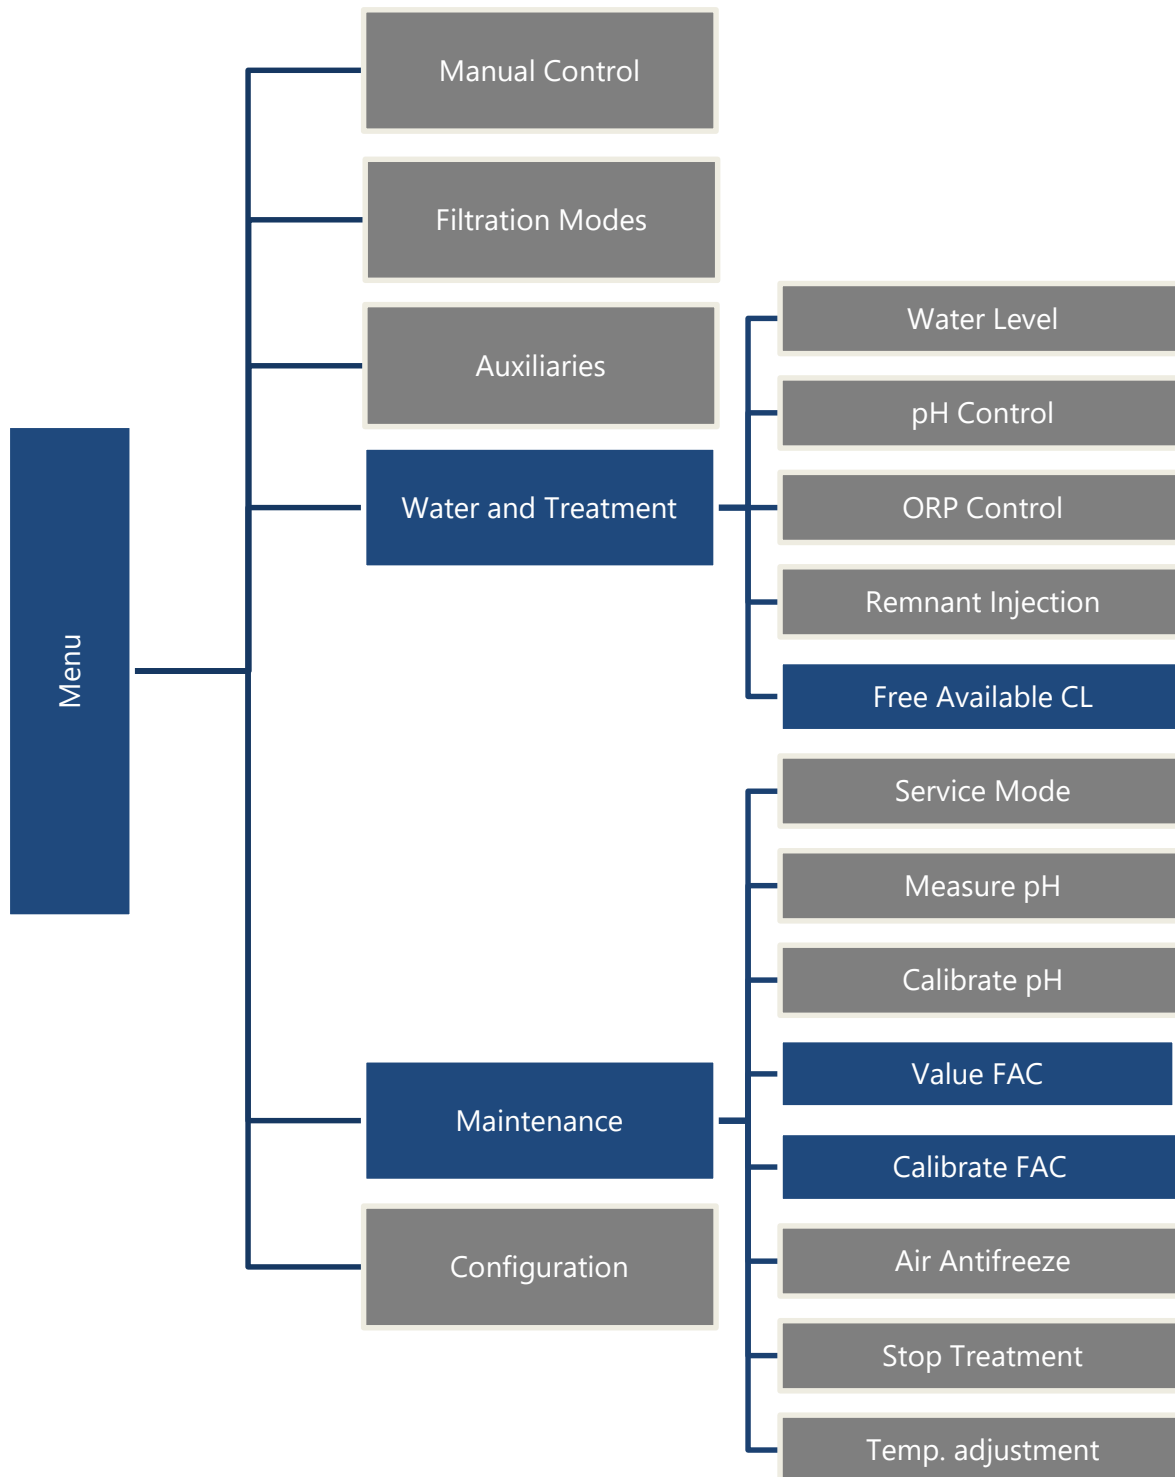 Menu
Manual Control
Filtration Modes
Auxiliaries
Water and Treatment
Water Level
pH Control
ORP Control
Remnant Injection
Free Available CL
Maintenance
Service Mode
Measure pH
Calibrate pH
Value FAC
Calibrate FAC
Air Antifreeze
Stop Treatment
Temp. adjustment
Configuration